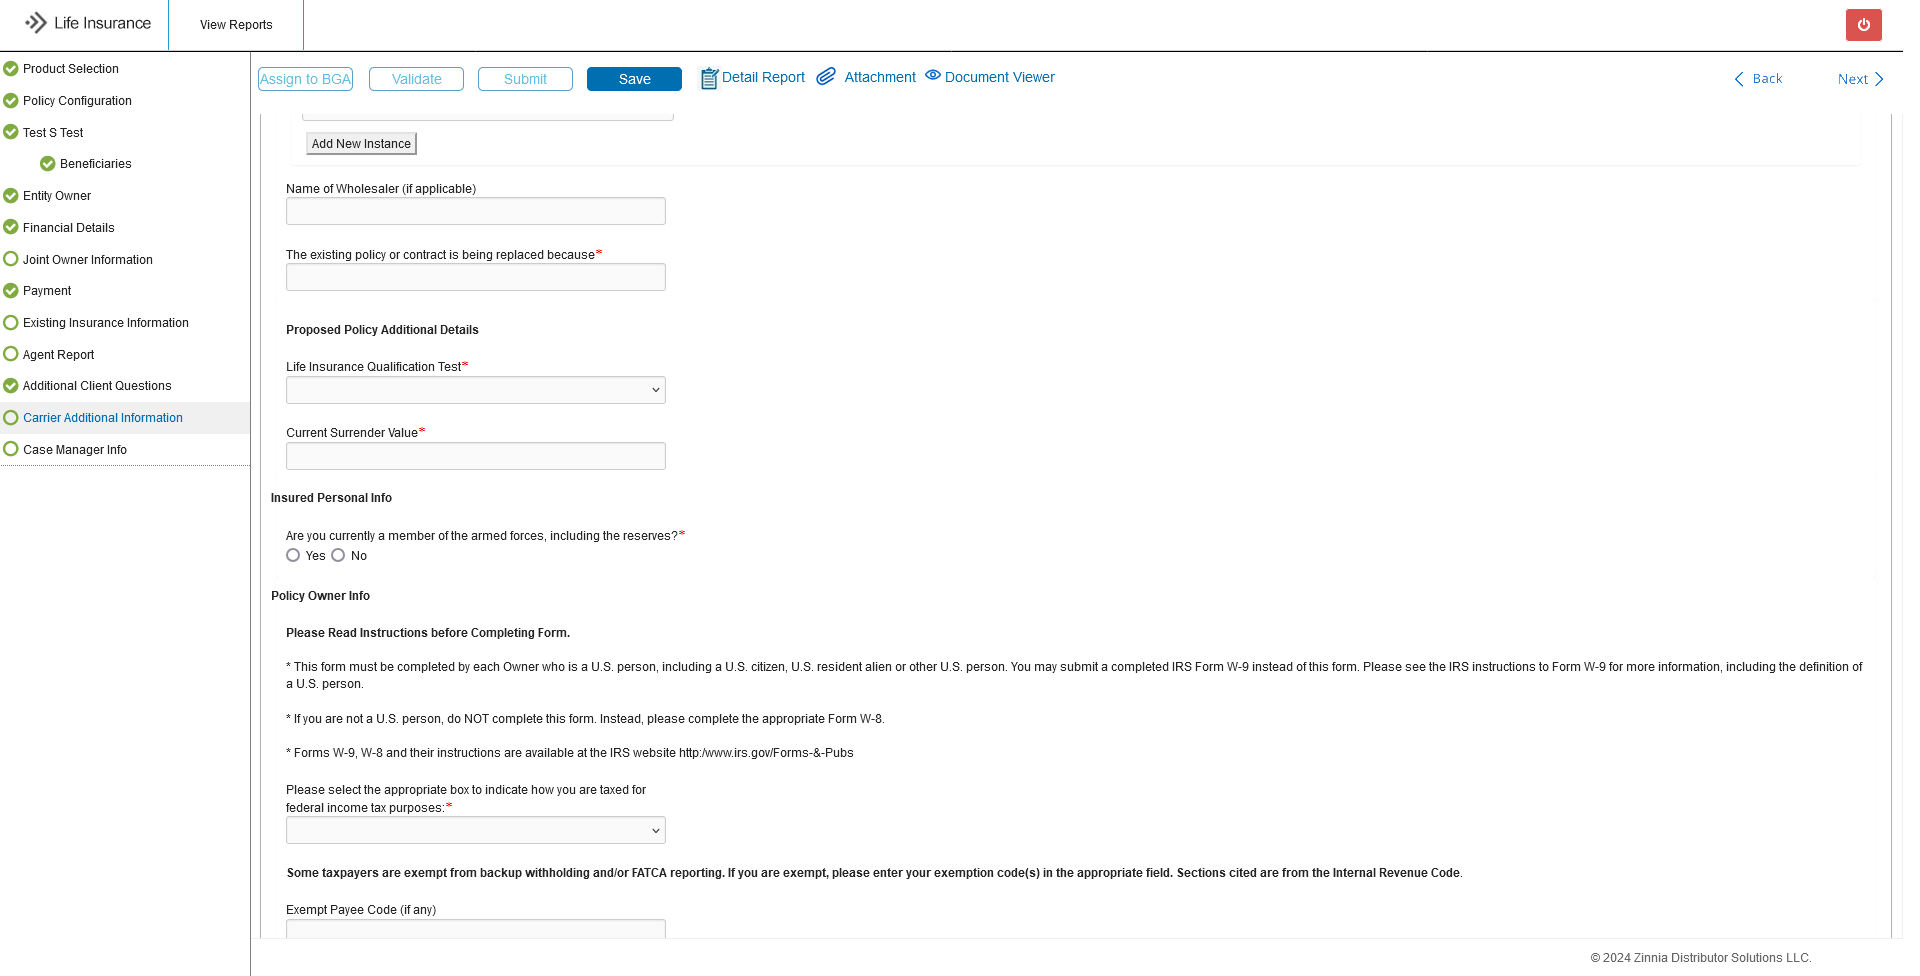 Life Insurance
View Reports
Product Selection
Policy Configuration
Test S Test
Beneficiaries
Entity Owner
Financial Details
Joint Owner Information
Payment
Existing Insurance Information
Agent Report
Additional Client Questions
Carrier Additional Information
Case Manager Info
Assign to BGA
Validate
Submit
Save
Detail Report
Attachment
Document Viewer
Back
Next
Add New Instance
Name of Wholesaler (if applicable)
The existing policy or contract is being replaced because*
Proposed Policy Additional Details
Life Insurance Qualification Test*
Current Surrender Value*
Insured Personal Info
Are you currently a member of the armed forces, including the reserves?*
Yes No
Policy Owner Info
Please Read Instructions before Completing Form.
* This form must be completed by each Owner who is a U.S. person, including a U.S. citizen, U.S. resident alien or other U.S. person. You may submit a completed IRS Form W-9 instead of this form. Please see the IRS instructions to Form W-9 for more information, including the definition of
a U.S. person.
* If you are not a U.S. person, do NOT complete this form. Instead, please complete the appropriate Form W-8.
* Forms W-9, W-8 and their instructions are available at the IRS website http:/www.irs.gov/Forms-&-Pubs
Please select the appropriate box to indicate how you are taxed for
federal income tax purposes:*
Some taxpayers are exempt from backup withholding and/or FATCA reporting. If you are exempt, please enter your exemption code(s) in the appropriate field. Sections cited are from the Internal Revenue Code.
Exempt Payee Code (if any)
© 2024 Zinnia Distributor Solutions LLC.